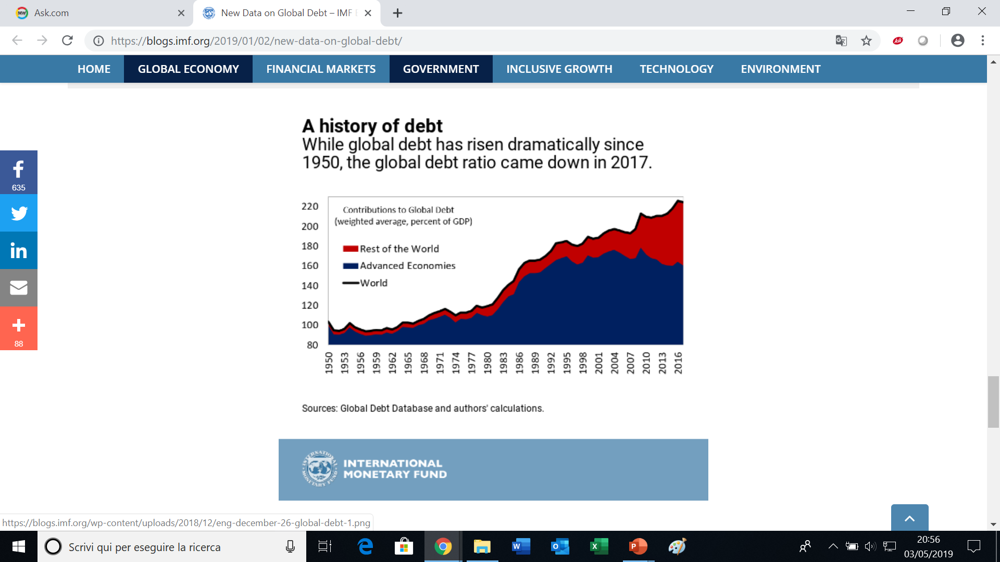 Ask.com
New Data on Global Debt – IMF
https://blogs.imf.org/2019/01/02/new-data-on-global-debt/
Ask
HOME GLOBAL ECONOMY FINANCIAL MARKETS GOVERNMENT INCLUSIVE GROWTH TECHNOLOGY ENVIRONMENT
A history of debt
While global debt has risen dramatically since
1950, the global debt ratio came down in 2017.
635
88
Contributions to Global Debt
(weighted average, percent of GDP)
Rest of the World
Advanced Economies
World
220
200
180
160
140
120
100
80
1950 1953 1956 1959 1962 1965 1968 1971 1974 1977 1980 1983 1986 1989 1992 1995 1998 2001 2004 2007 2010 2013 2016
Sources: Global Debt Database and authors' calculations.
INTERNATIONAL
MONETARY FUND
https://blogs.imf.org/wp-content/uploads/2018/12/eng-december-26-global-debt-1.png
Scrivi qui per eseguire la ricerca
20:56
03/05/2019